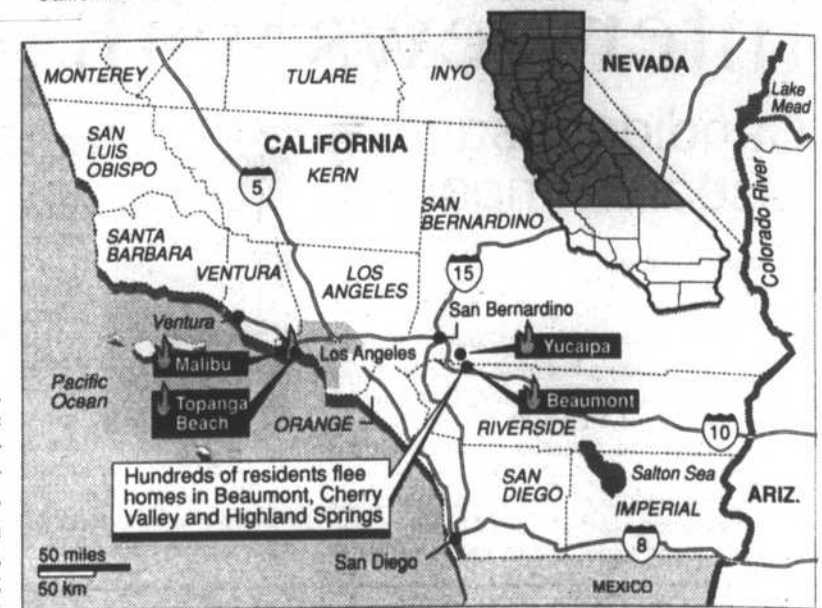 MONTEREY
TULARE
INYO
NEVADA
Lake
Mead
SAN
LUIS
OBISPO
CALIFORNIA
KERN
5
SAN
BERNARDINO
Colorado River
SANTA
BARBARA
VENTURA
LOS
ANGELES
15
San Bernardino
Ventura
Los Angeles
Yucaipa
Malibu
Pacific
Ocean
Topanga
Beach
ORANGE
Beaumont
RIVERSIDE
10
Hundreds of residents flee
homes in Beaumont, Cherry
Valley and Highland Springs
SAN
DIEGO
Salton Sea
IMPERIAL
ARIZ.
50 miles
50 km
San Diego
8
MEXICO